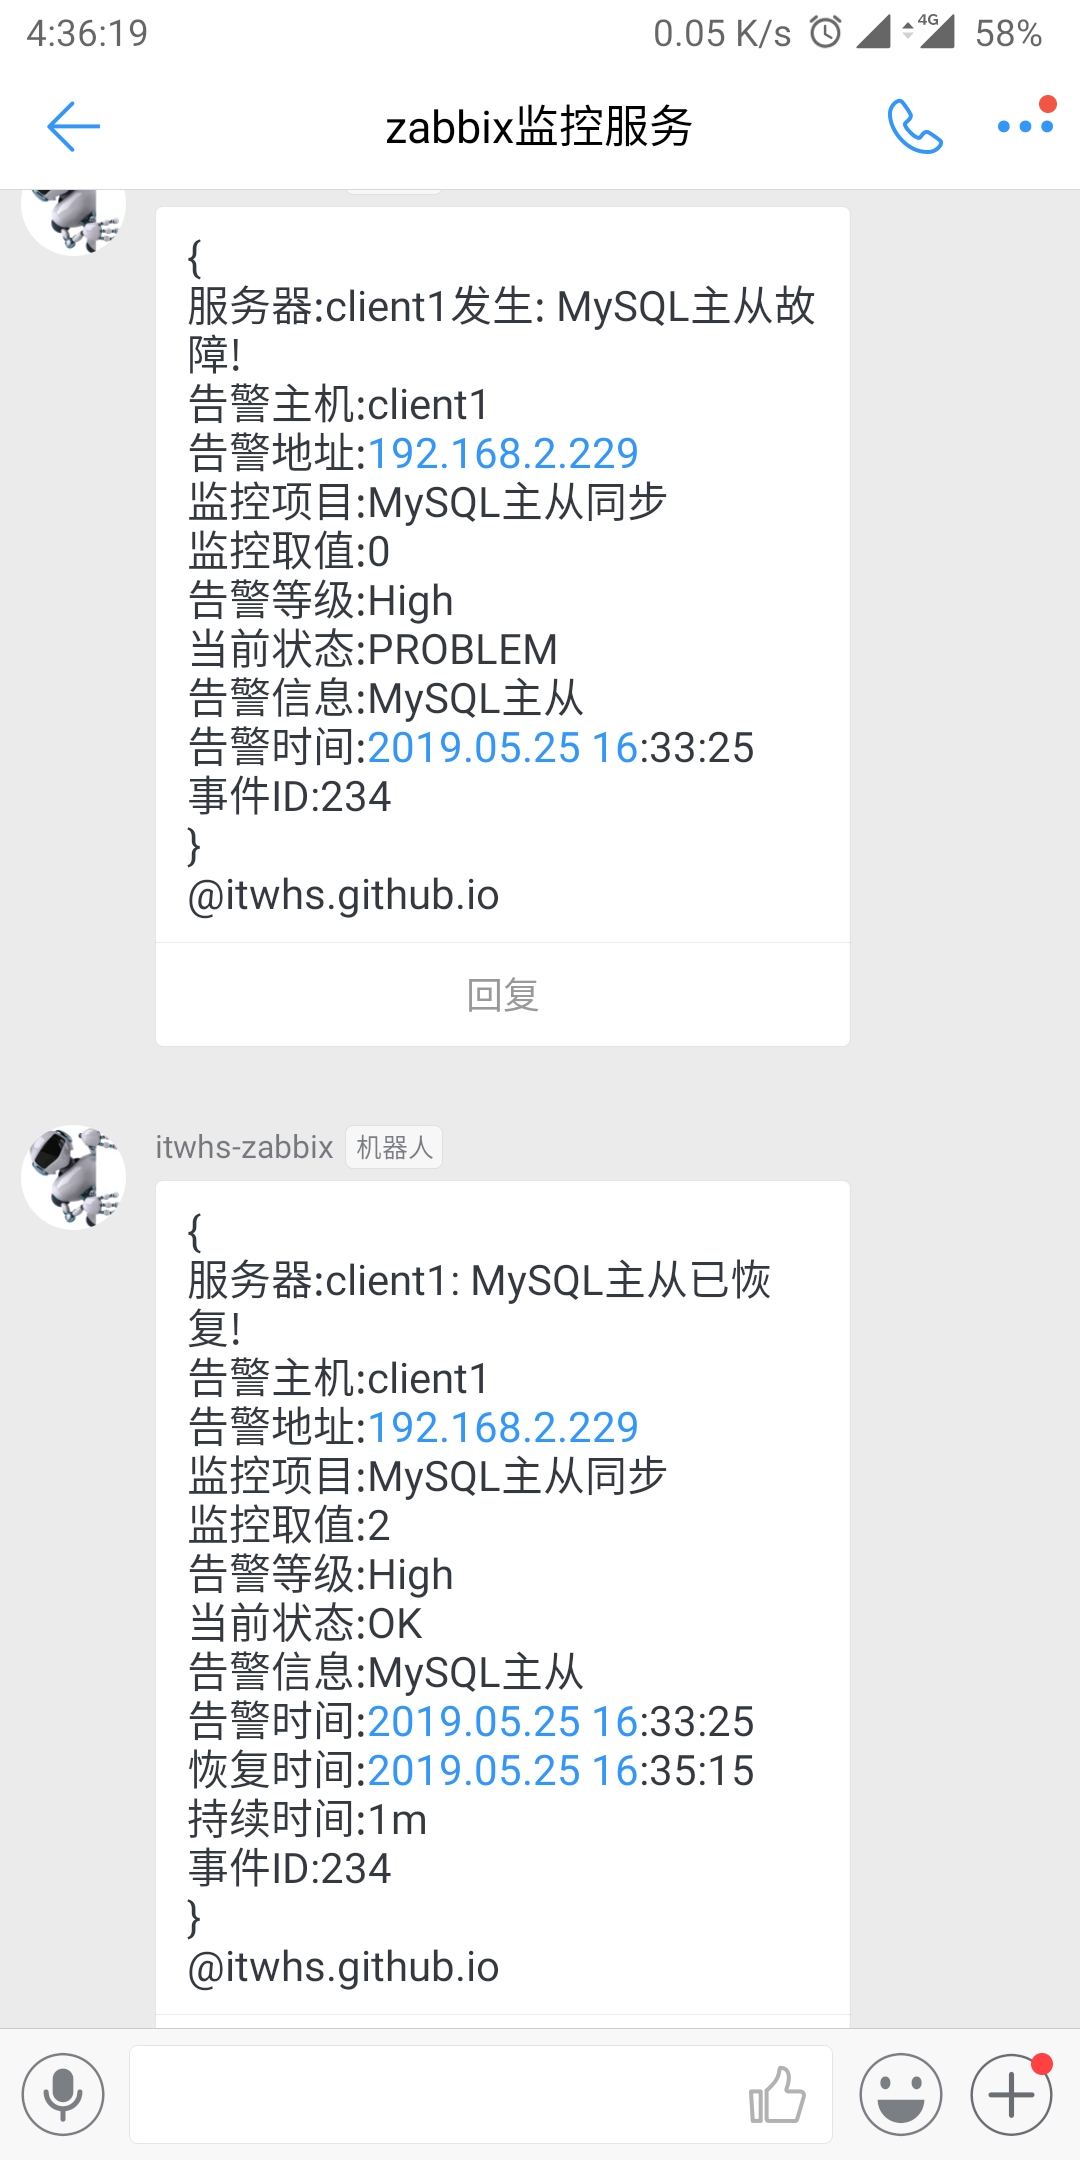 4:36:19
0.05 K/s
4G
58%
zabbix监控服务
{
服务器:client1发生: MySQL主从故
障!
告警主机:client1
告警地址:192.168.2.229
监控项目:MySQL主从同步
监控取值:0
告警等级:High
当前状态:PROBLEM
告警信息:MySQL主从
告警时间:2019.05.25 16:33:25
事件ID:234
}
@itwhs.github.io
回复
itwhs-zabbix 机器人
{
服务器:client1: MySQL主从已恢
复!
告警主机:client1
告警地址:192.168.2.229
监控项目:MySQL主从同步
监控取值:2
告警等级:High
当前状态:OK
告警信息:MySQL主从
告警时间:2019.05.25 16:33:25
恢复时间:2019.05.25 16:35:15
持续时间:1m
事件ID:234
}
@itwhs.github.io